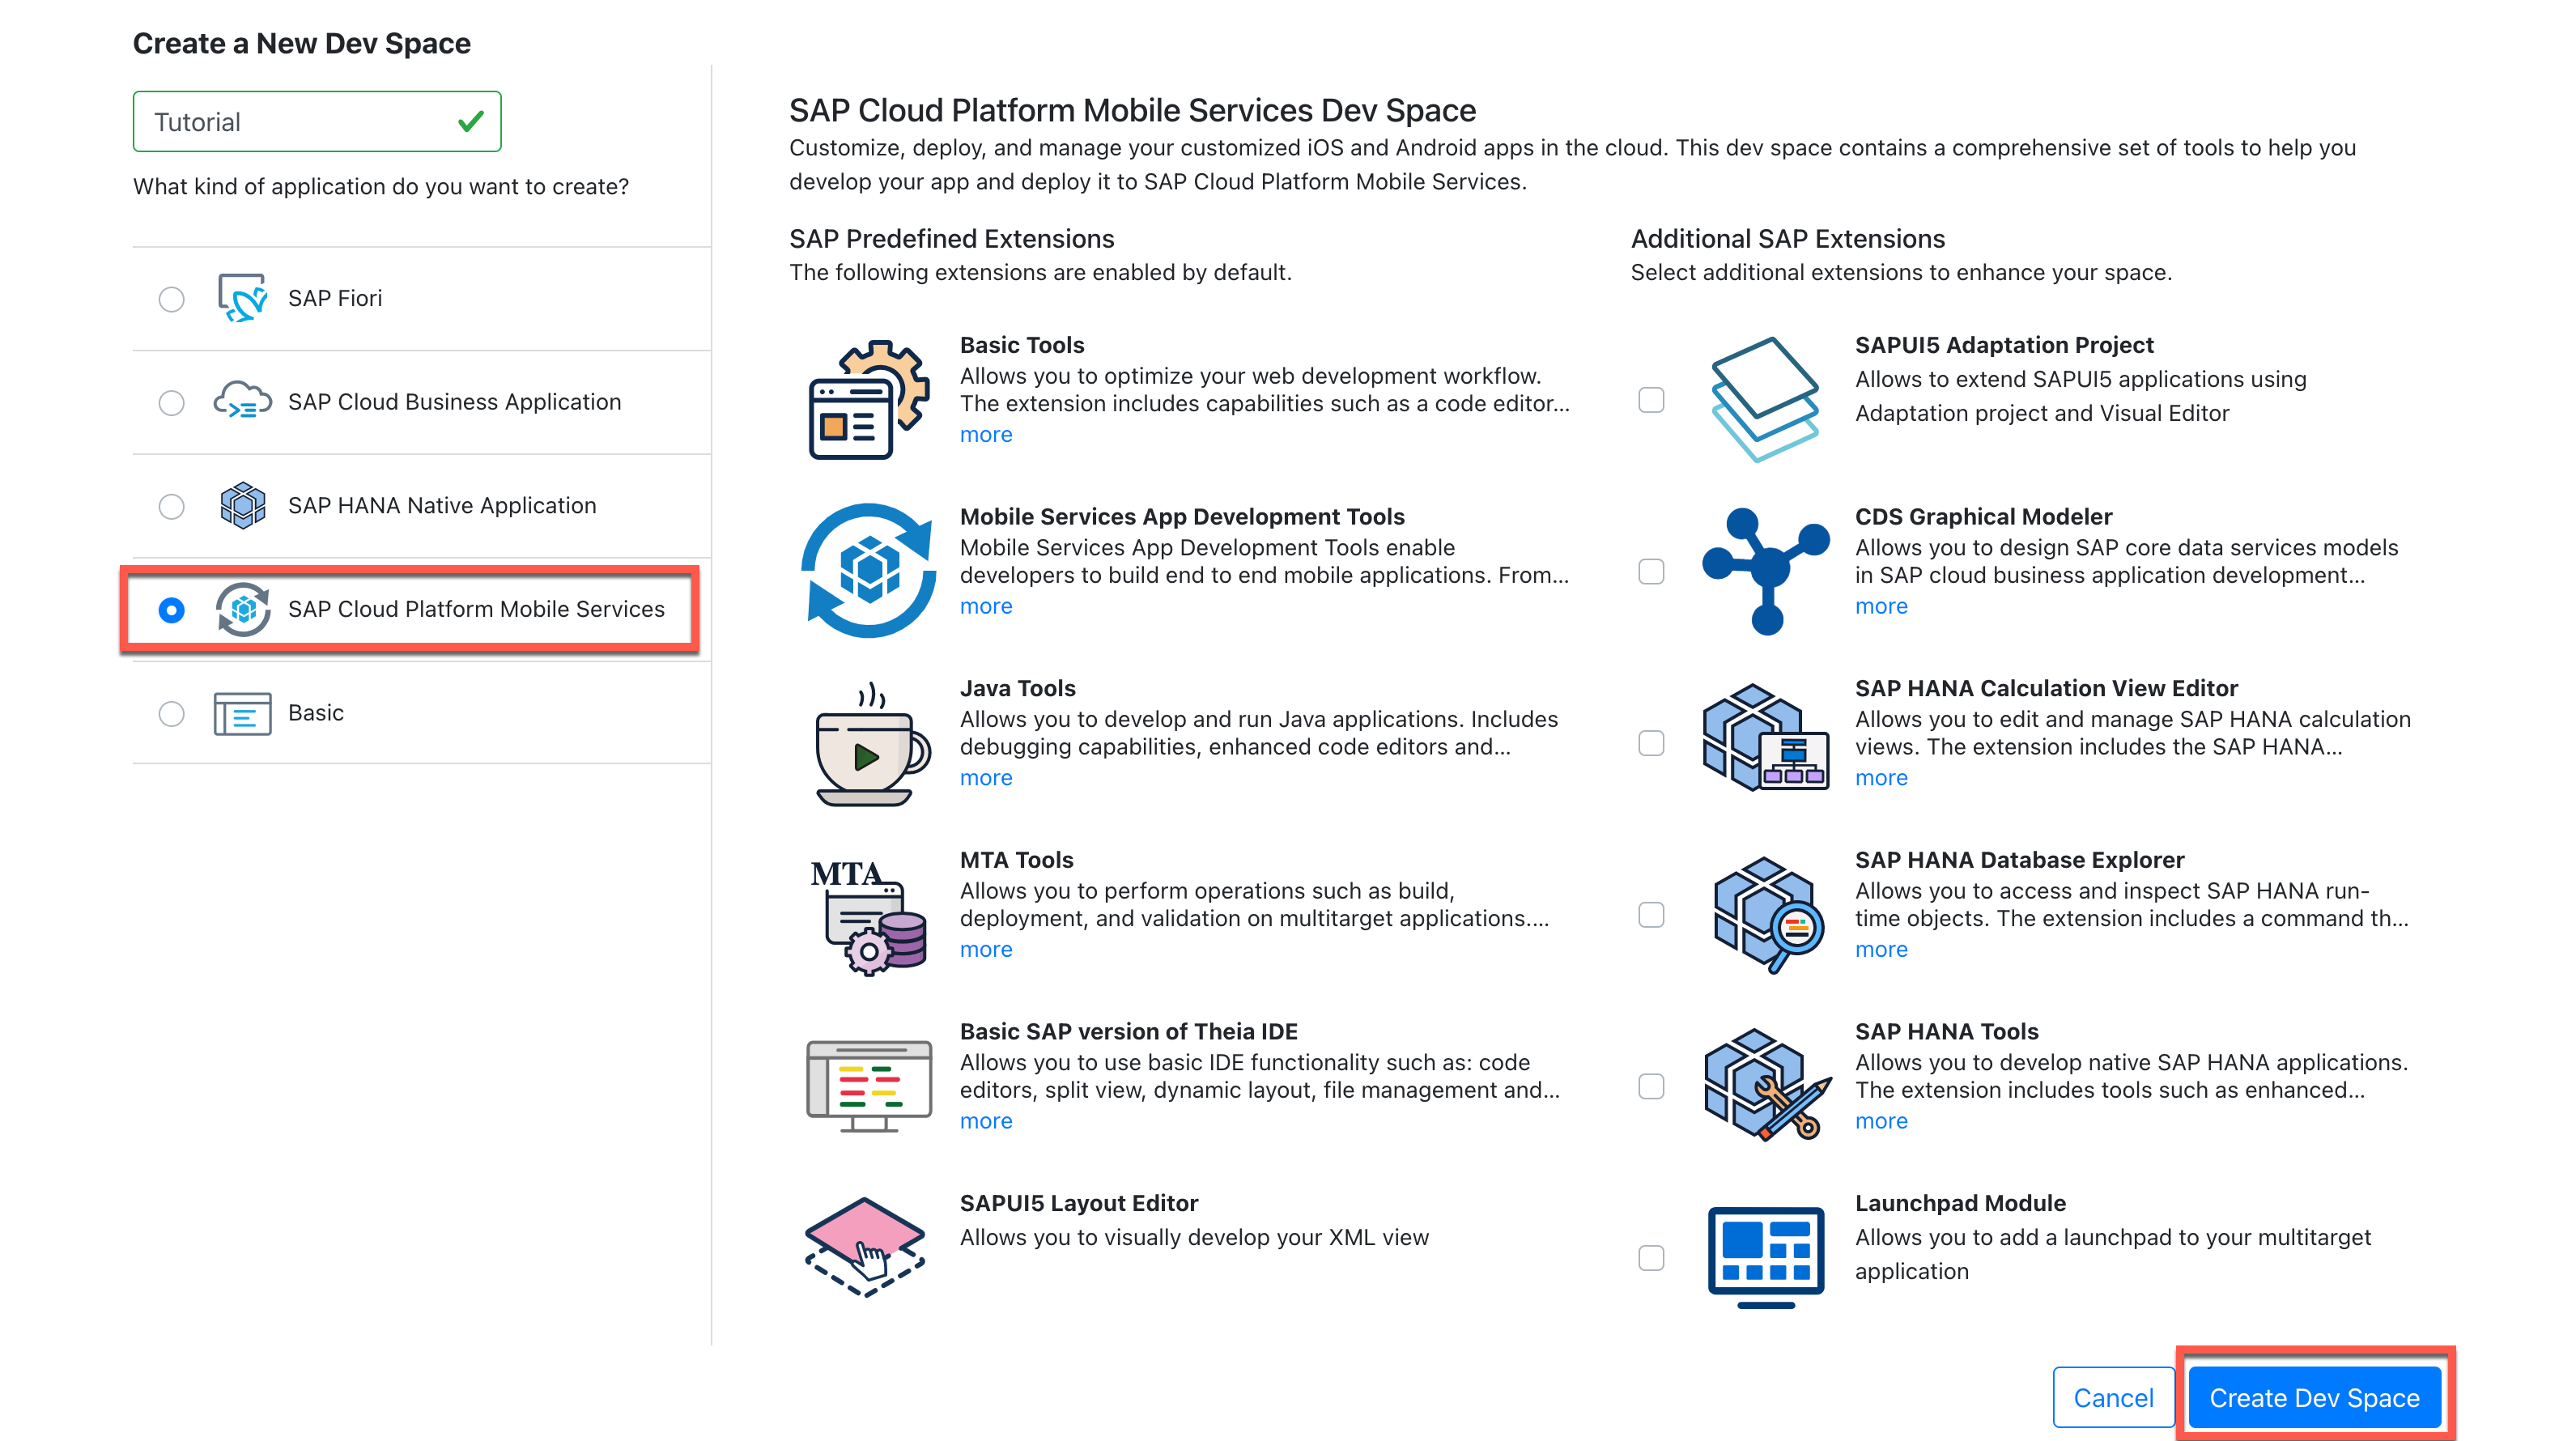 Create a New Dev Space
Tutorial
What kind of application do you want to create?
SAP Fiori
SAP Cloud Business Application
SAP HANA Native Application
SAP Cloud Platform Mobile Services
Basic
SAP Cloud Platform Mobile Services Dev Space
Customize, deploy, and manage your customized iOS and Android apps in the cloud. This dev space contains a comprehensive set of tools to help you
develop your app and deploy it to SAP Cloud Platform Mobile Services.
SAP Predefined Extensions
The following extensions are enabled by default.
Basic Tools
Allows you to optimize your web development workflow.
The extension includes capabilities such as a code editor...
more
Mobile Services App Development Tools
Mobile Services App Development Tools enable
developers to build end to end mobile applications. From...
more
Java Tools
Allows you to develop and run Java applications. Includes
debugging capabilities, enhanced code editors and...
more
MTA
MTA Tools
Allows you to perform operations such as build,
deployment, and validation on multitarget applications....
more
Basic SAP version of Theia IDE
Allows you to use basic IDE functionality such as: code
editors, split view, dynamic layout, file management and...
more
SAPUI5 Layout Editor
Allows you to visually develop your XML view
Additional SAP Extensions
Select additional extensions to enhance your space.
SAPUI5 Adaptation Project
Allows to extend SAPUI5 applications using
Adaptation project and Visual Editor
CDS Graphical Modeler
Allows you to design SAP core data services models
in SAP cloud business application development...
more
SAP HANA Calculation View Editor
Allows you to edit and manage SAP HANA calculation
views. The extension includes the SAP HANA...
more
SAP HANA Database Explorer
Allows you to access and inspect SAP HANA run-
time objects. The extension includes a command th...
more
SAP HANA Tools
Allows you to develop native SAP HANA applications.
The extension includes tools such as enhanced...
more
Launchpad Module
Allows you to add a launchpad to your multitarget
application
Cancel
Create Dev Space